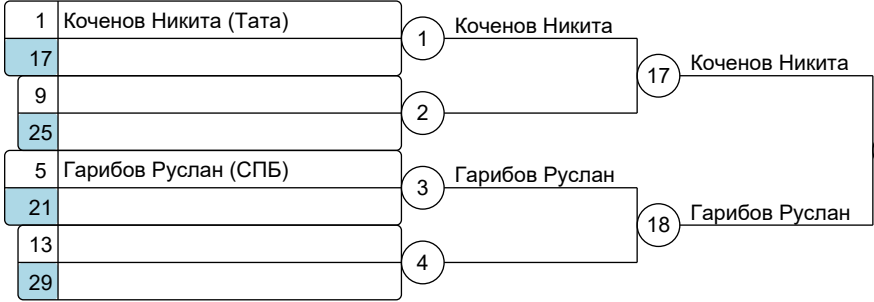 1 Коченов Никита (Тата)
17
9
25
5 Гарибов Руслан (СПБ)
21
13
29
1 Коченов Никита
2
3 Гарибов Руслан
4
17 Коченов Никита
18 Гарибов Руслан